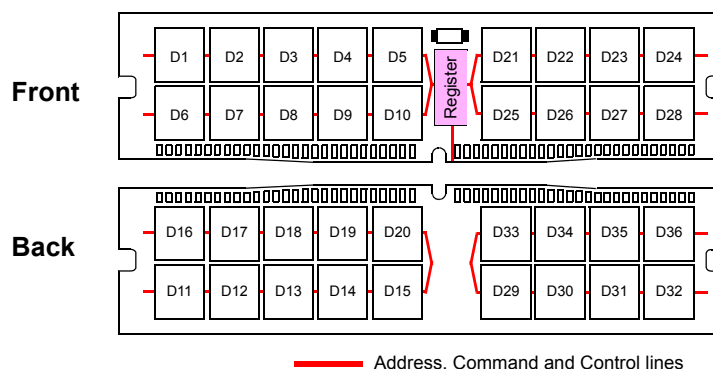 D1 D2 D3 D4 D5 D21 D22 D23 D24
Front
Register
D6 D7 D8 D9 D10 D25 D26 D27 D28
D16 D17 D18 D19 D20 D33 D34 D35 D36
Back
D11 D12 D13 D14 D15 D29 D30 D31 D32
Address, Command and Control lines